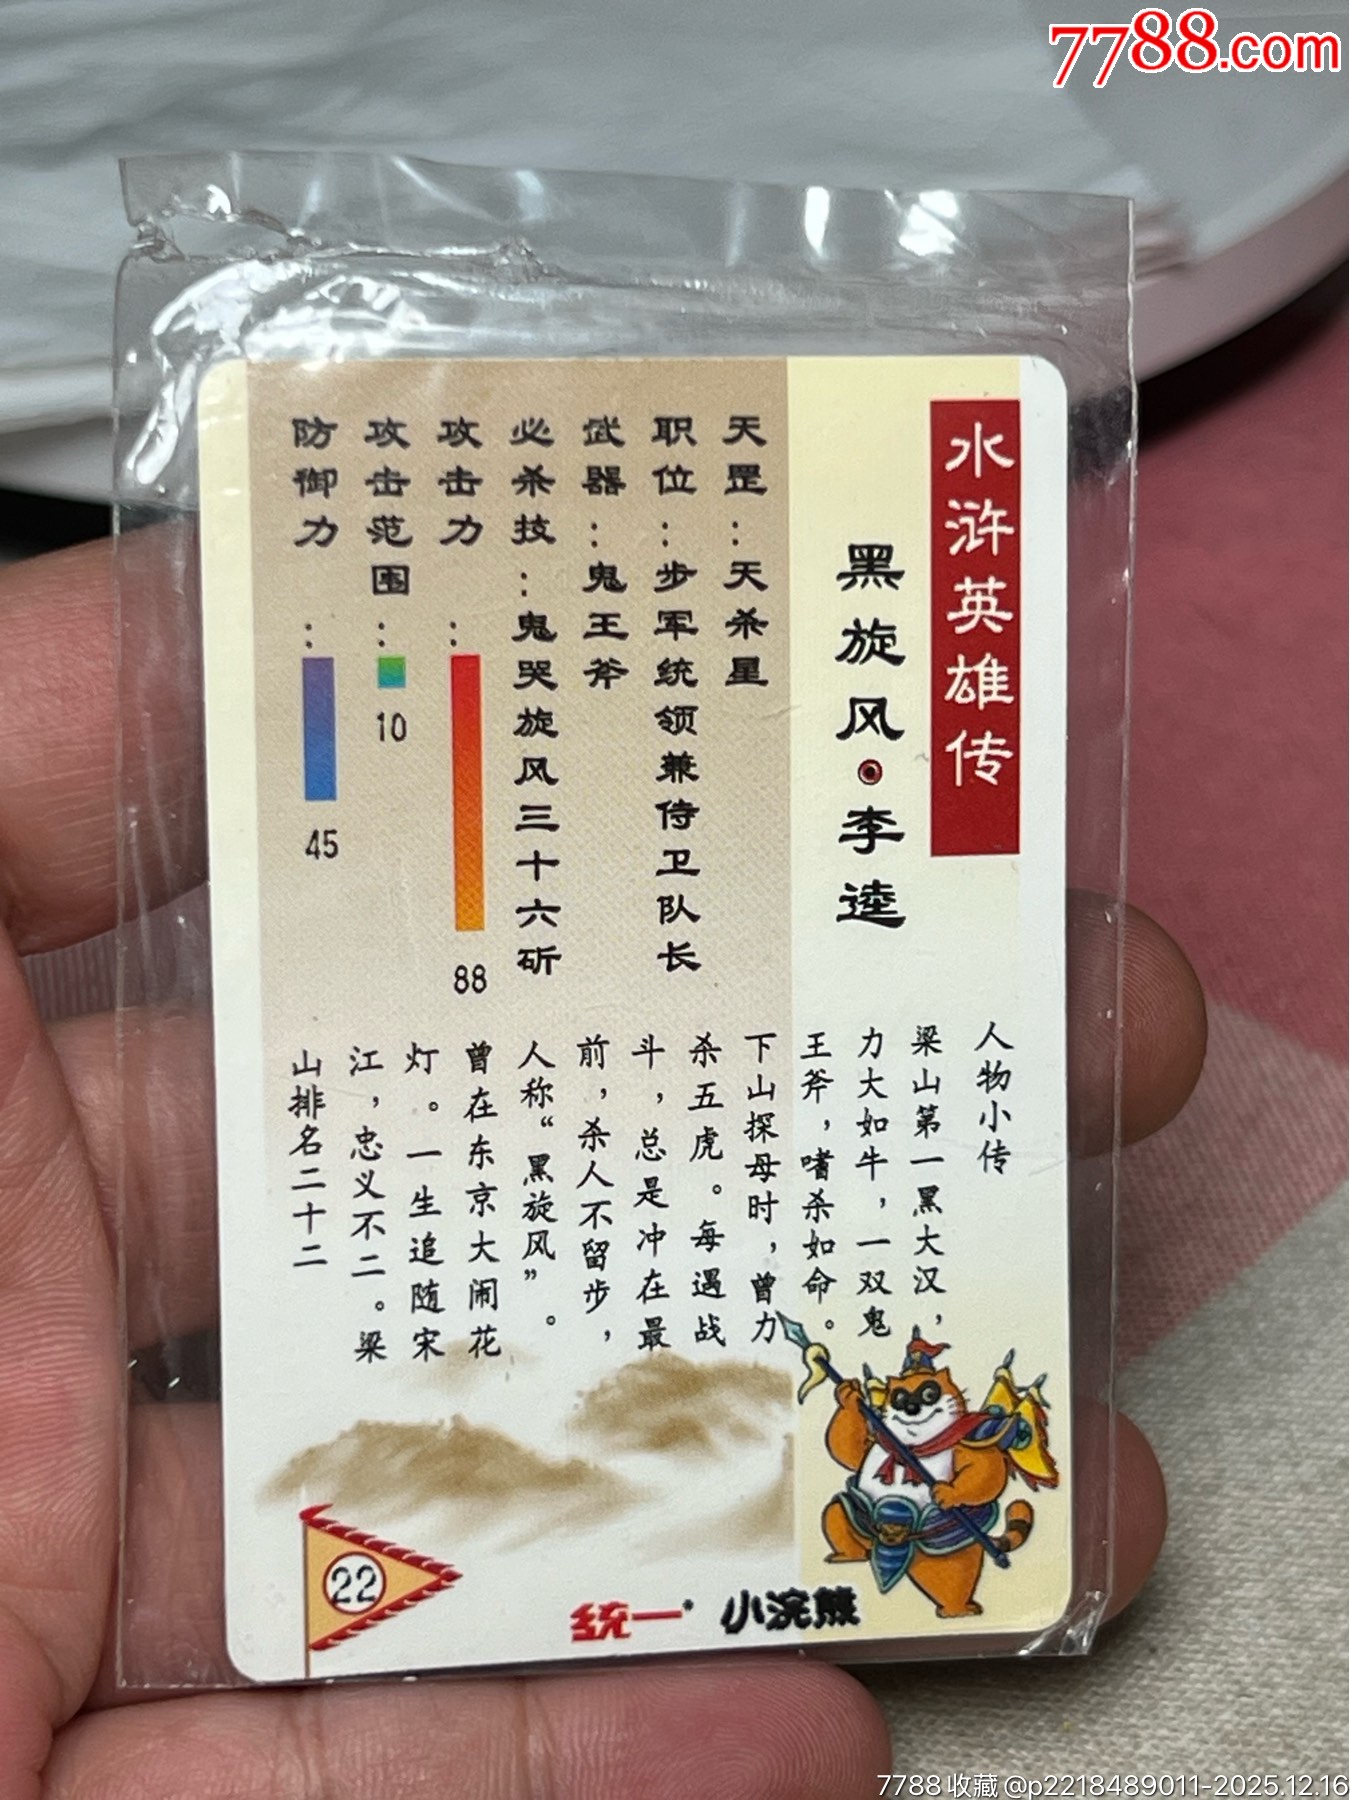 7788.com
水浒英雄传
黑旋风·李逵
天罡：天杀星
职位：步军统领兼侍卫队长
武器：鬼王斧
必杀技：鬼哭旋风三十六斫
攻击力：88
攻击范围：10
防御力：45
人物小传
梁山第一黑大汉，
力大如牛，一双鬼
王斧，嗜杀如命。
下山探母时，曾力
杀五虎。每遇战
斗，总是冲在最
前，杀人不留步，
人称“黑旋风”。
曾在东京大闹花
灯。一生追随宋
江，忠义不二。梁
山排名二十二
22
统一 小浣熊
7788收藏@p2218489011-2025.12.16